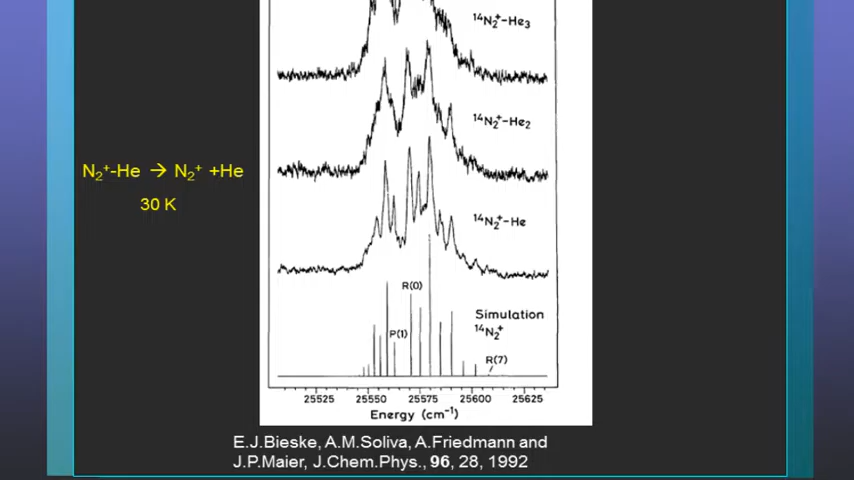 ¹⁴N₂⁺-He₃
¹⁴N₂⁺-He₂
N₂⁺-He → N₂⁺ +He
30 K
¹⁴N₂⁺-He
R(0)
Simulation
¹⁴N₂⁺
P(1)
R(7)
25525 25550 25575 25600 25625
Energy (cm⁻¹)
E.J.Bieske, A.M.Soliva, A.Friedmann and
J.P.Maier, J.Chem.Phys., 96, 28, 1992